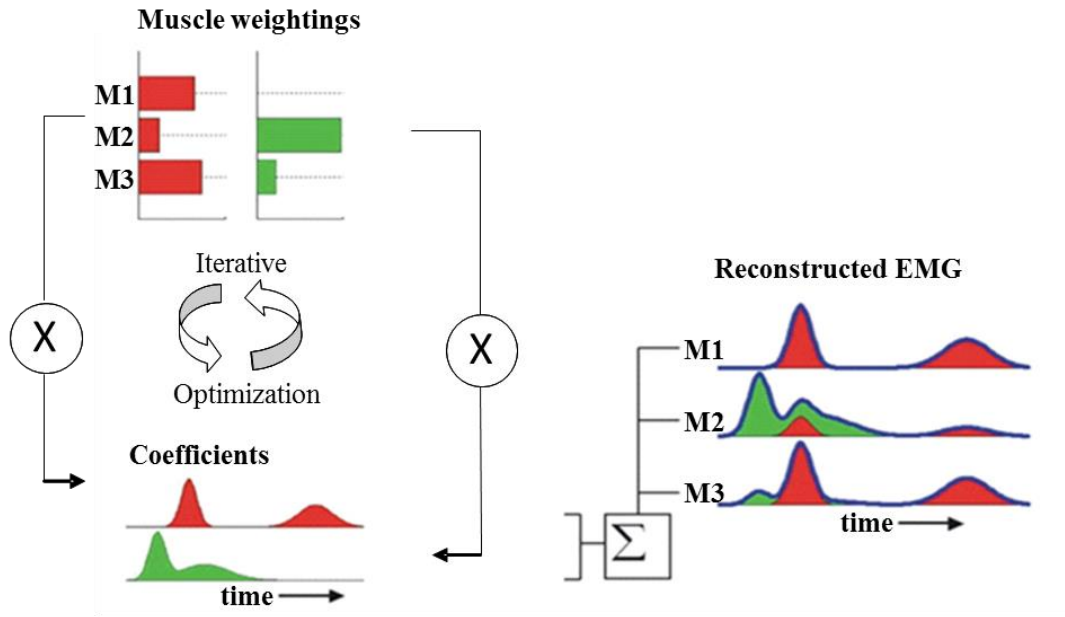 Muscle weightings
M1
M2
M3
Iterative
Optimization
X
X
Coefficients
time
Reconstructed EMG
M1
M2
M3
time
Σ